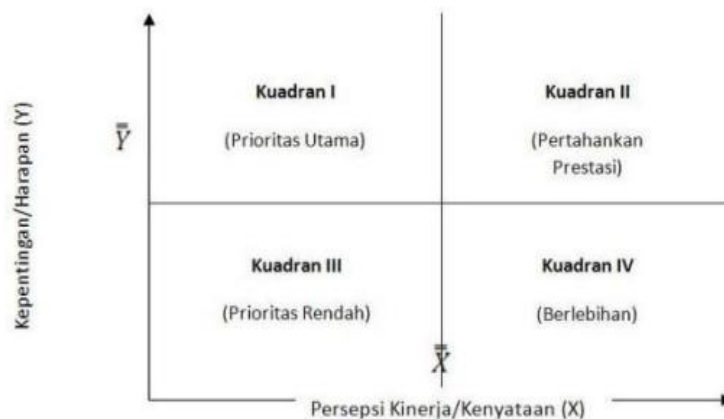 Kepentingan/Harapan (Y)
Y̿
Kuadran I
(Prioritas Utama)
Kuadran II
(Pertahankan
Prestasi)
Kuadran III
(Prioritas Rendah)
Kuadran IV
(Berlebihan)
X̿
Persepsi Kinerja/Kenyataan (X)